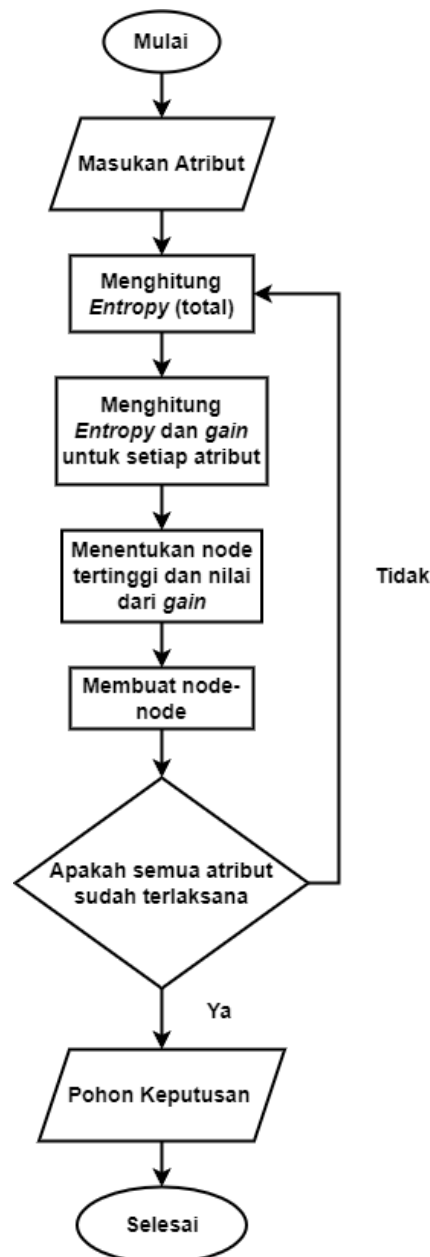 Mulai
Masukan Atribut
Menghitung
Entropy (total)
Menghitung
Entropy dan gain
untuk setiap atribut
Menentukan node
tertinggi dan nilai
dari gain
Tidak
Membuat node-
node
Apakah semua atribut
sudah terlaksana
Ya
Pohon Keputusan
Selesai